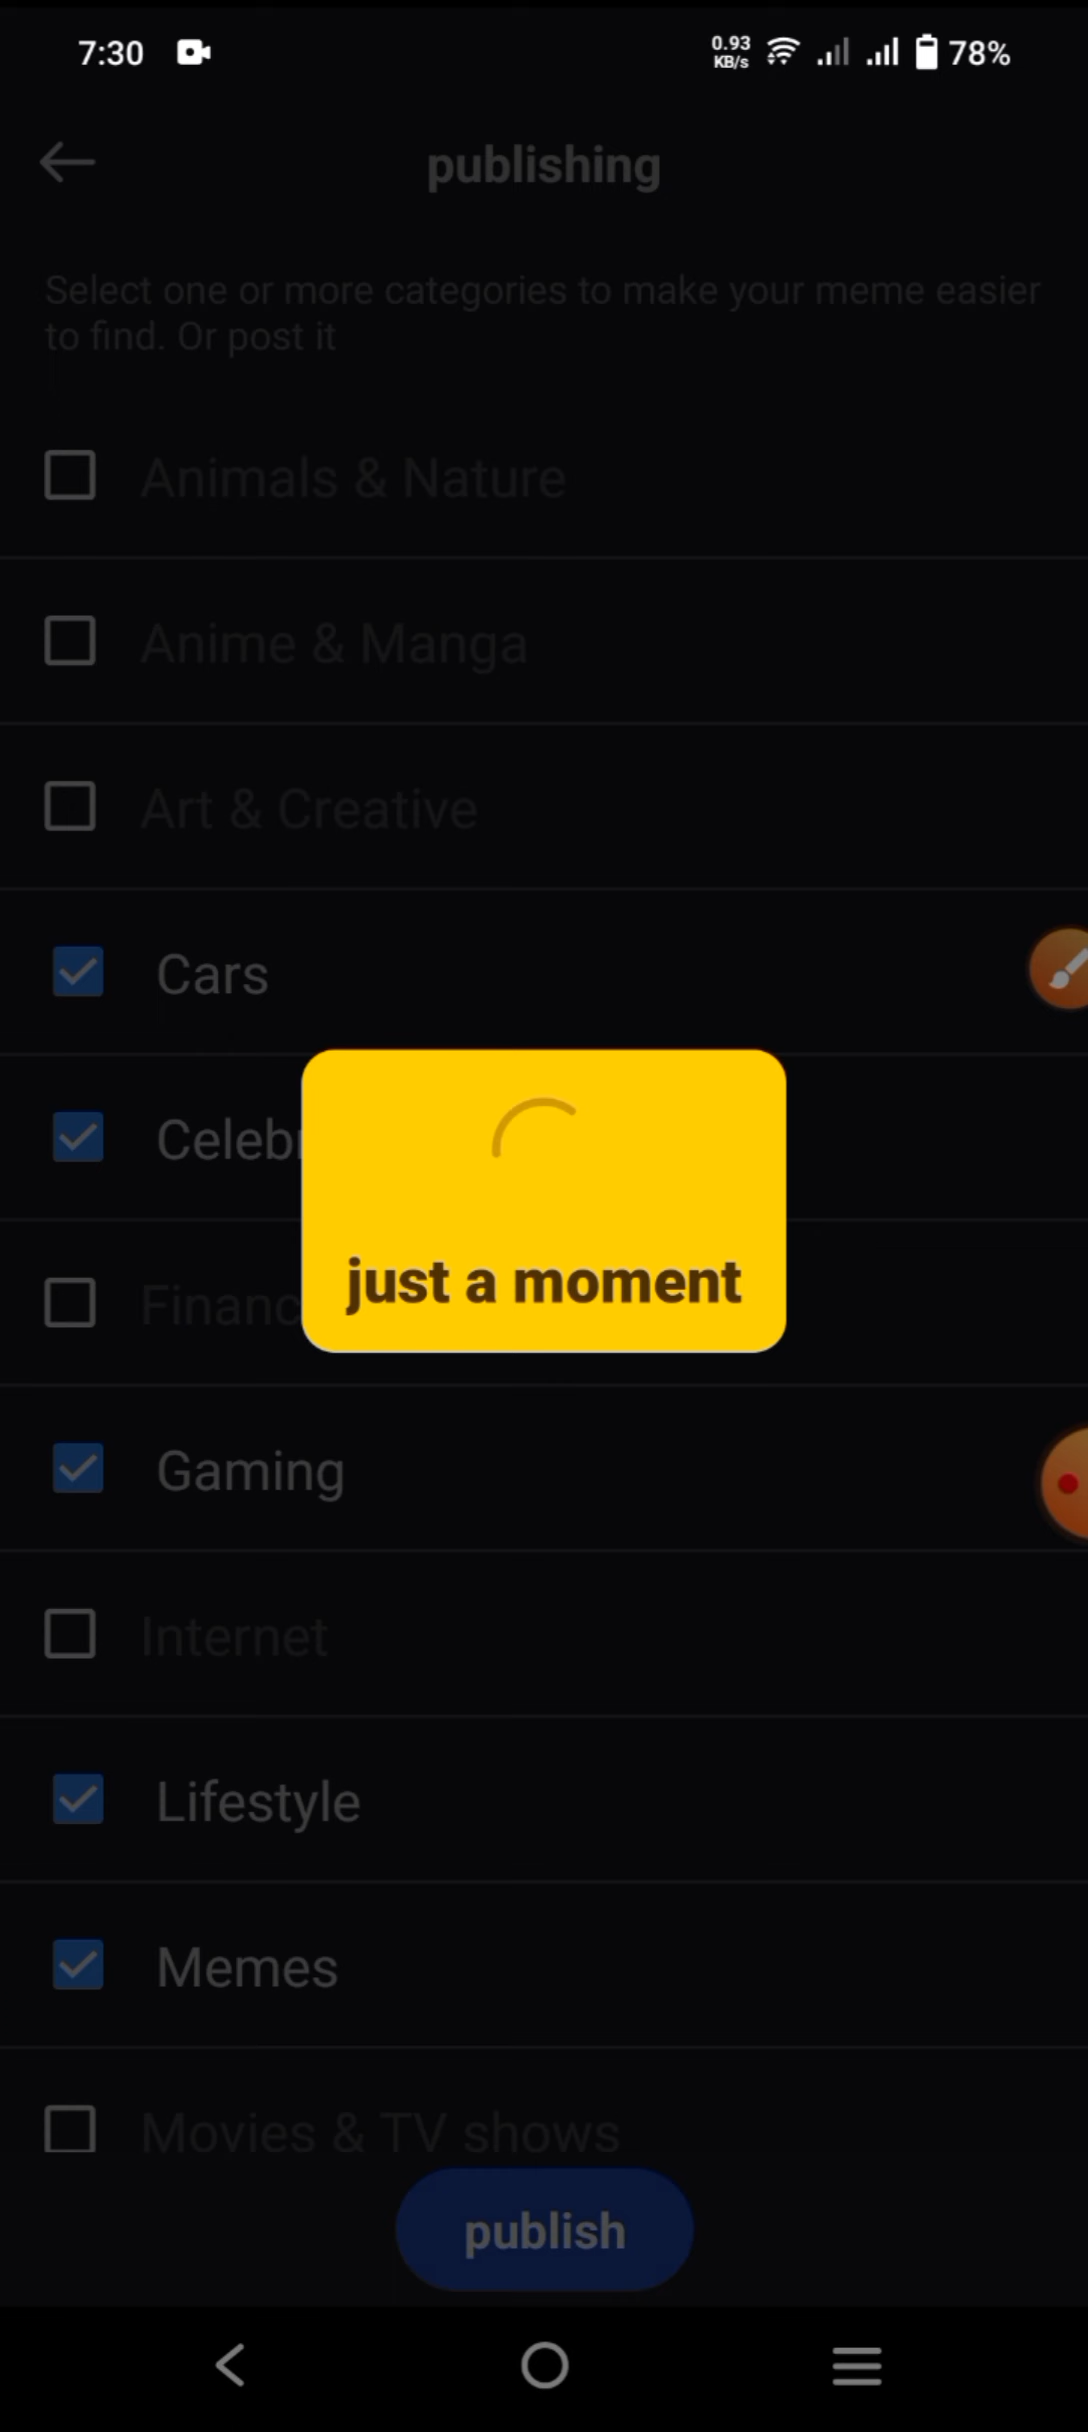 7:30
0.93
KB/s
78%
publishing
Select one or more categories to make your meme easier
to find. Or post it
Animals & Nature
Anime & Manga
Art & Creative
Cars
Celebr
just a moment
Financ
Gaming
Internet
Lifestyle
Memes
Movies & TV shows
publish